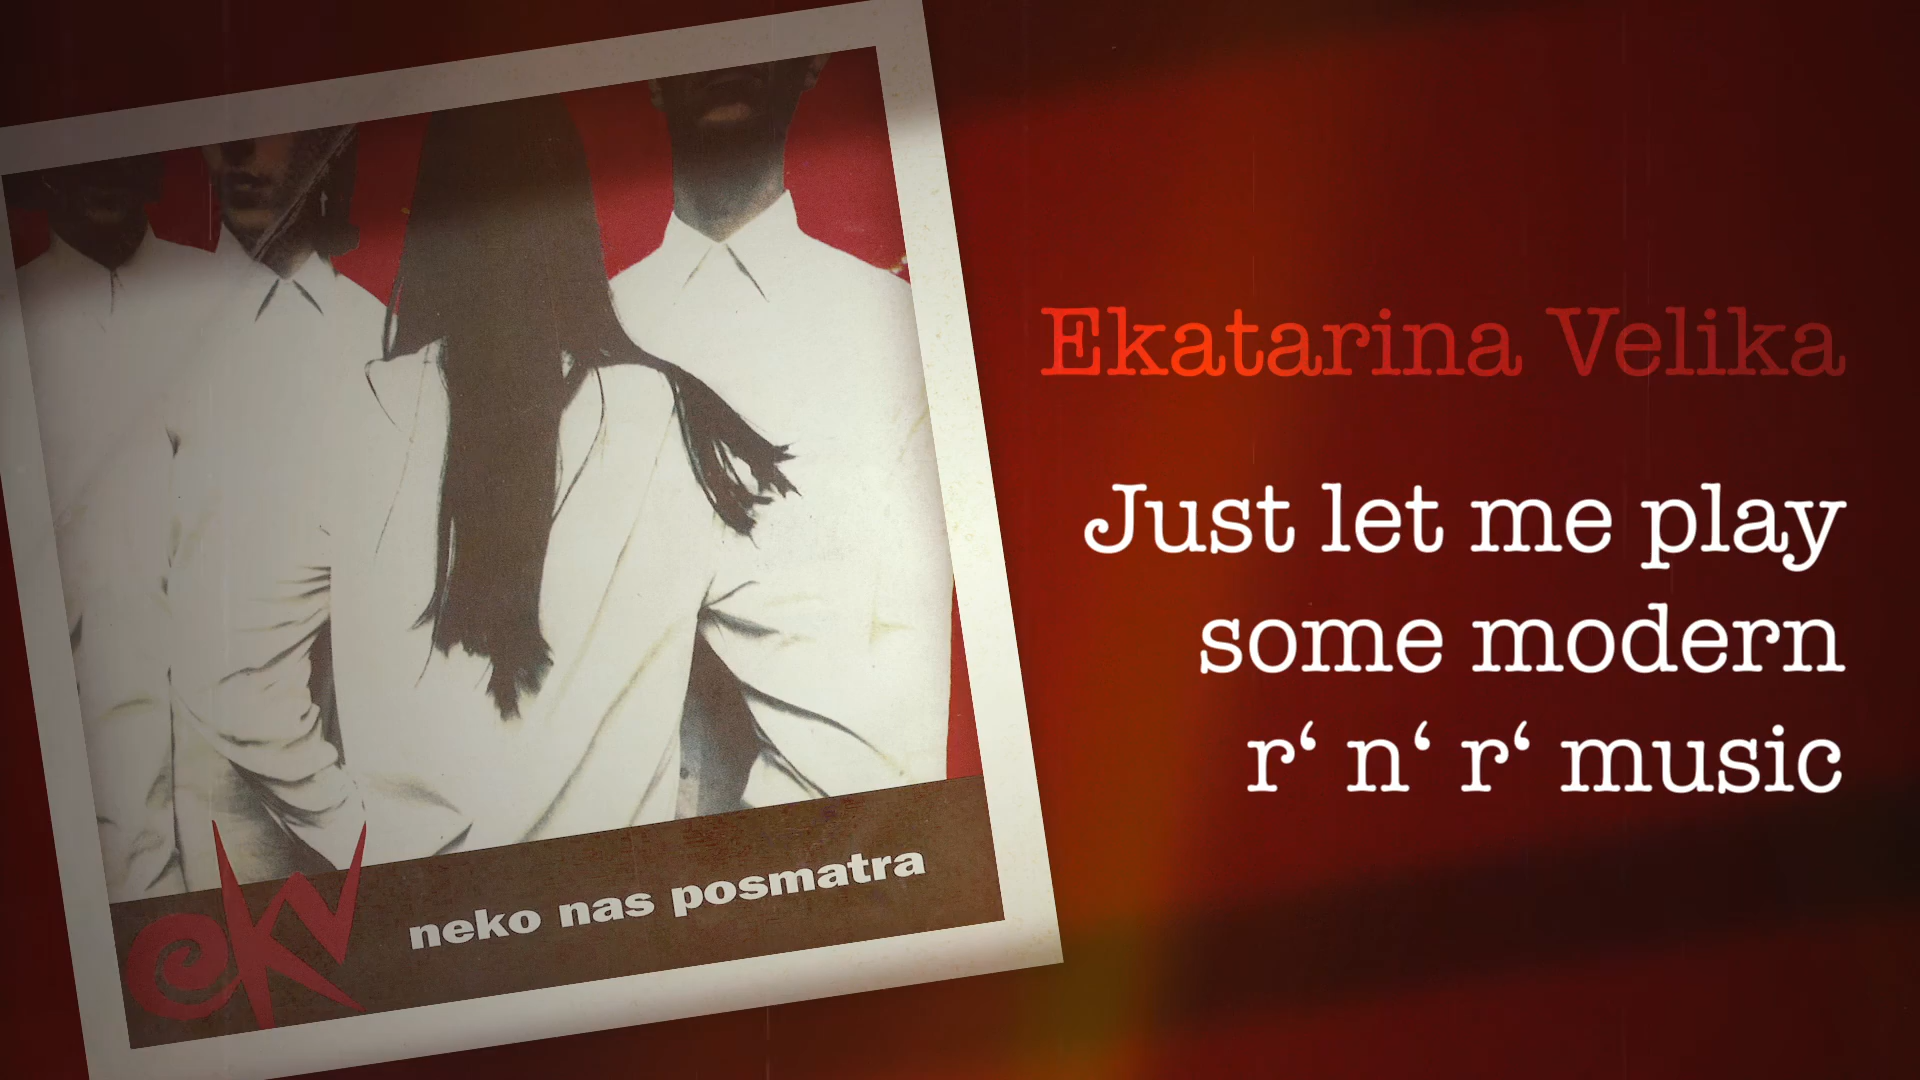 Ekatarina Velika
Just let me play
some modern
r‘ n‘ r‘ music
eKV
neko nas posmatra